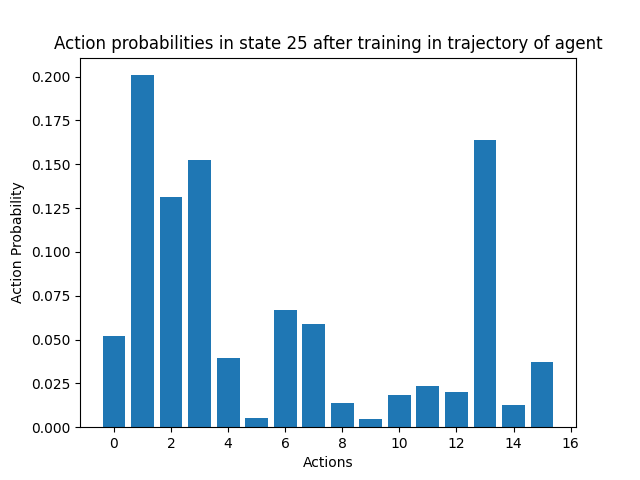 Action probabilities in state 25 after training in trajectory of agent
0.200
0.175
0.150
0.125
0.100
0.075
0.050
0.025
0.000
Action Probability
0 2 4 6 8 10 12 14 16
Actions